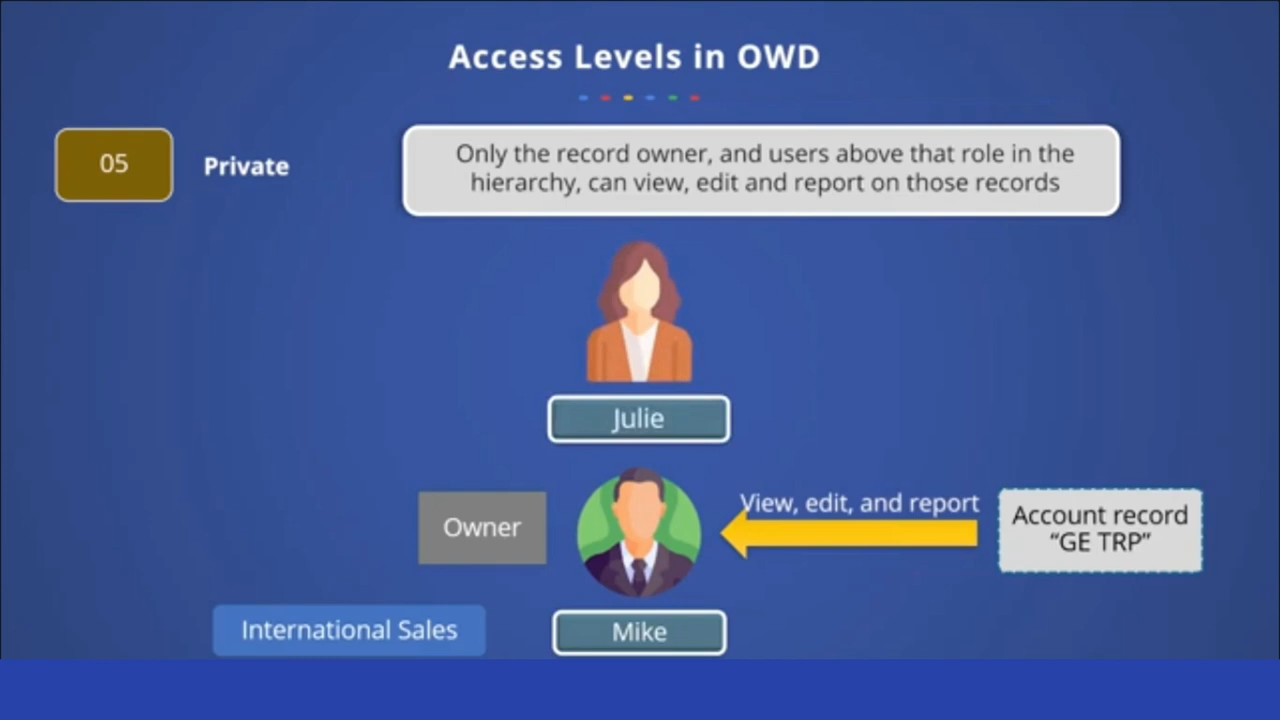 Access Levels in OWD
05
Private
Only the record owner, and users above that role in the
hierarchy, can view, edit and report on those records
Julie
View, edit, and report
Owner
Account record
“GE TRP”
International Sales
Mike